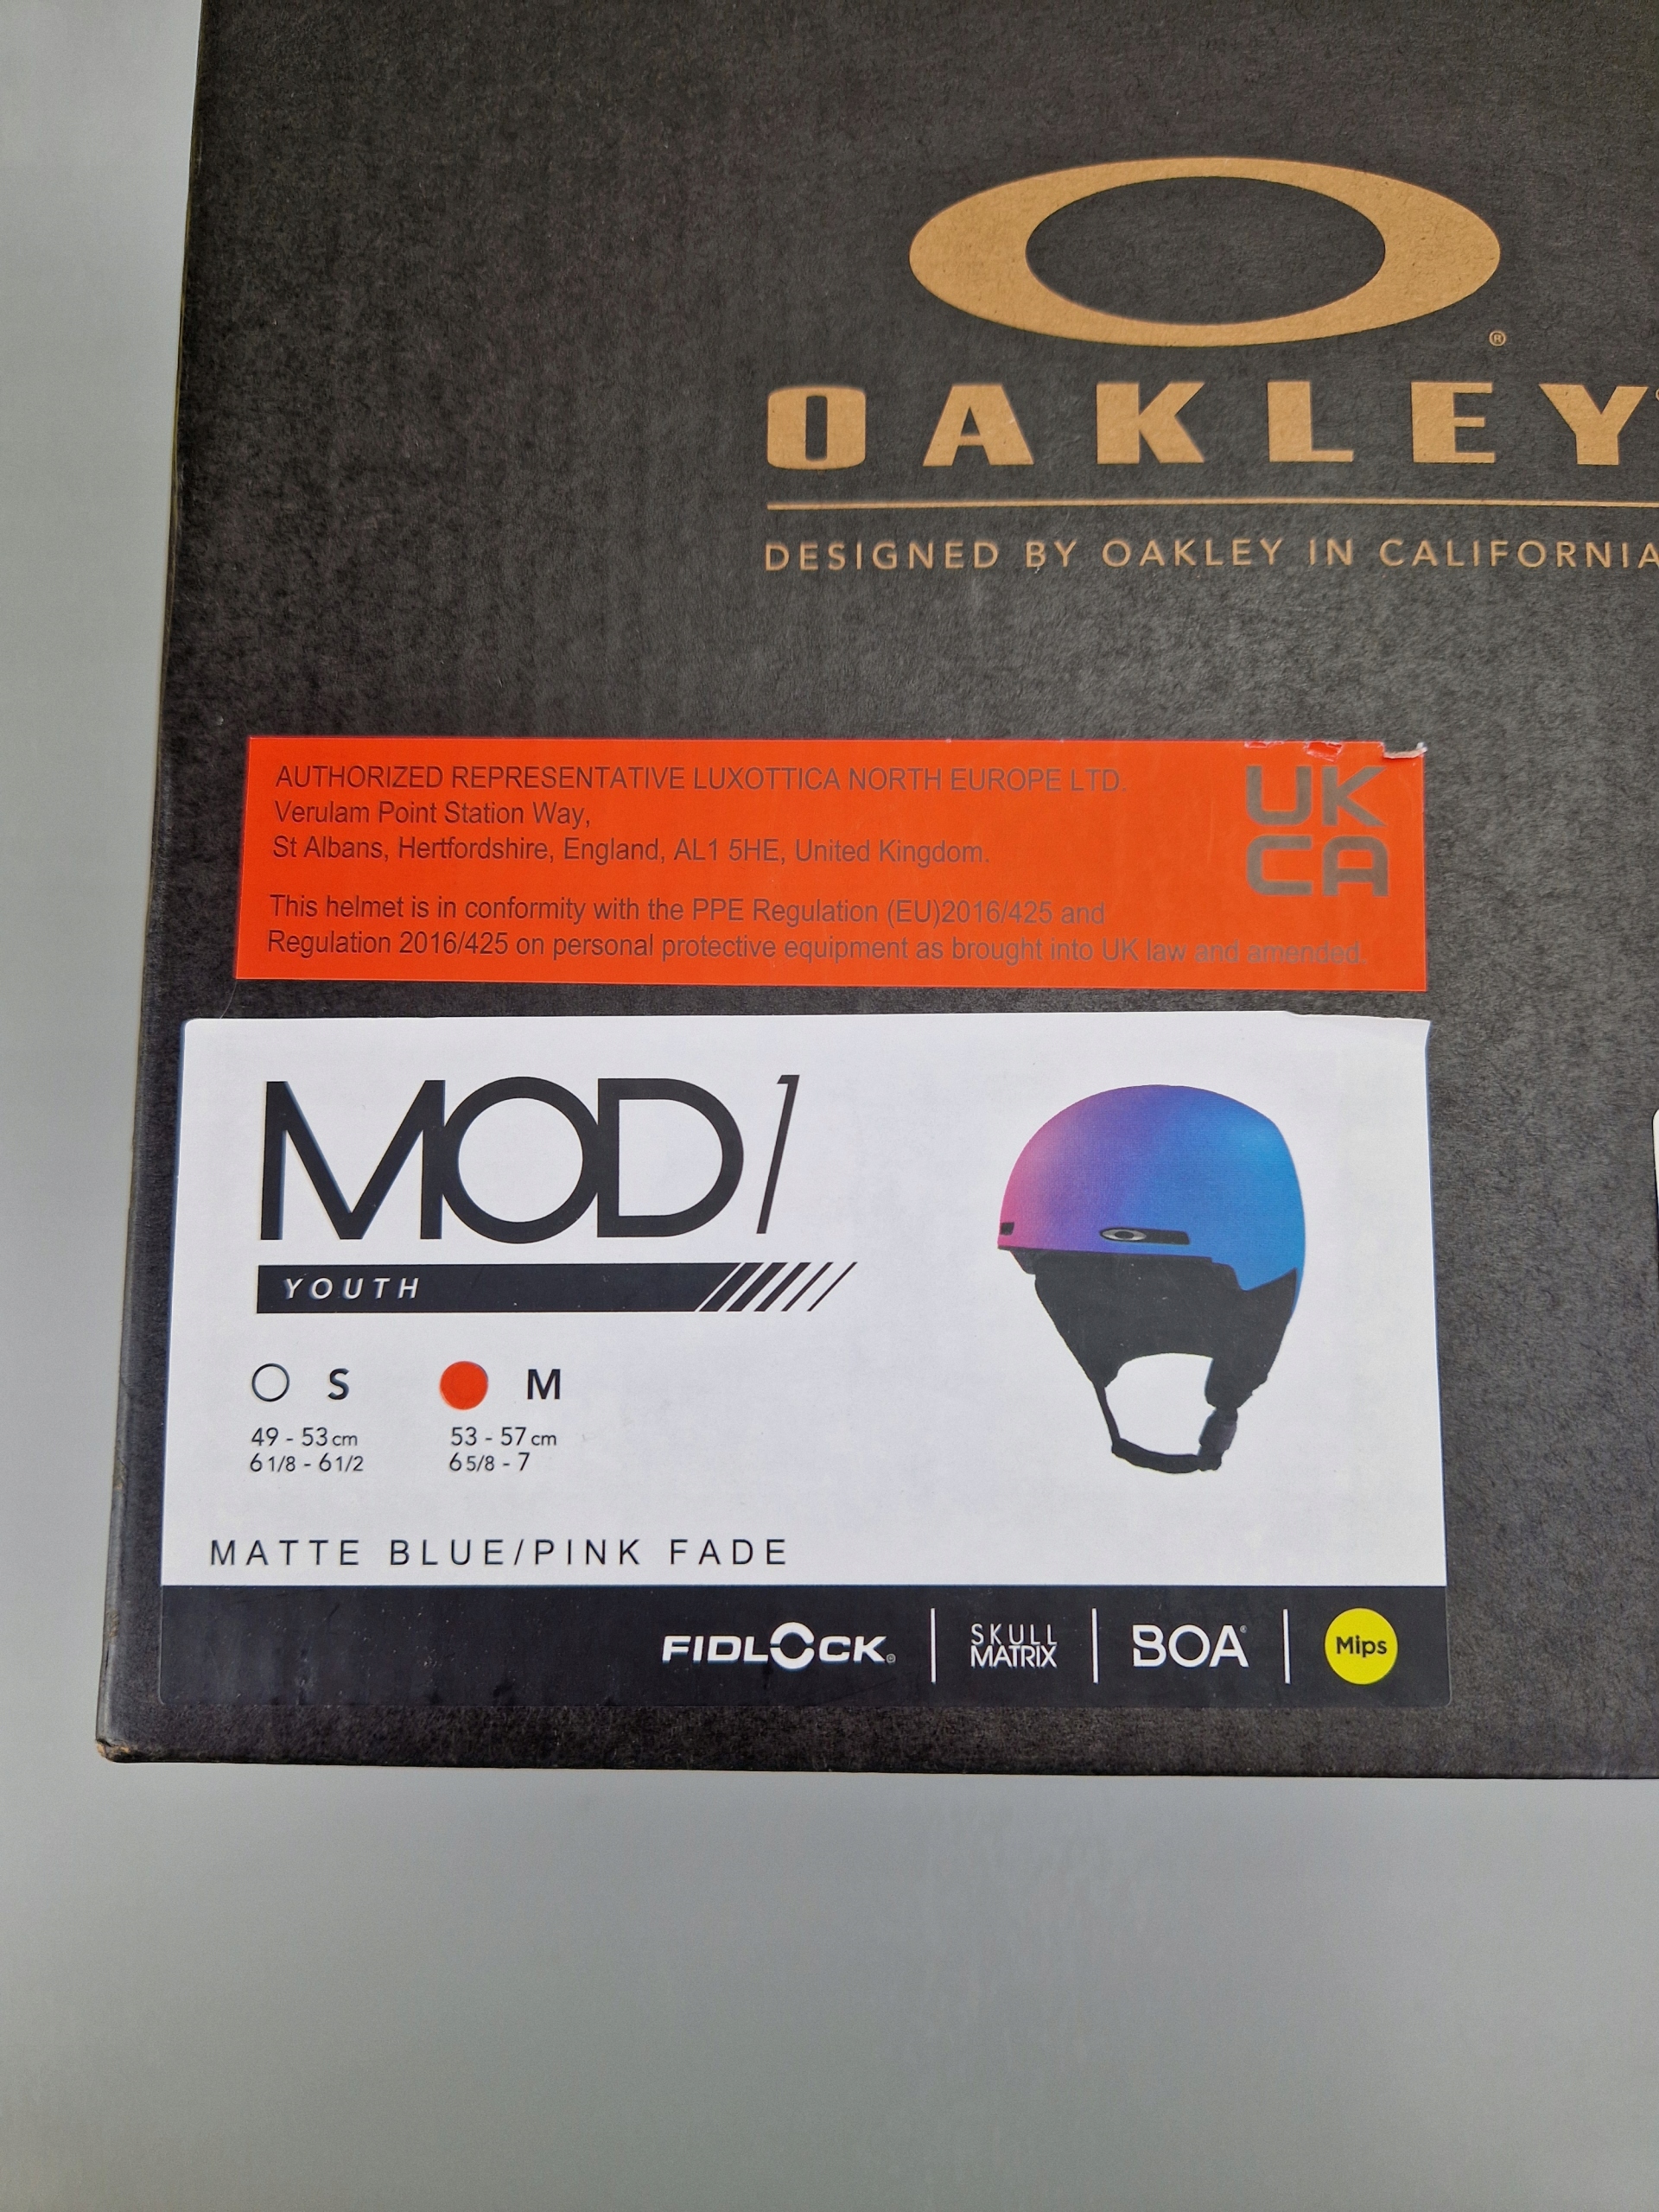 ®
OAKLEY
DESIGNED BY OAKLEY IN CALIFORNIA
AUTHORIZED REPRESENTATIVE LUXOTTICA NORTH EUROPE LTD.
Verulam Point Station Way,
St Albans, Hertfordshire, England, AL1 5HE, United Kingdom.
This helmet is in conformity with the PPE Regulation (EU)2016/425 and
Regulation 2016/425 on personal protective equipment as brought into UK law and amended.
UK
CA
MOD1
YOUTH
S M
49 - 53 cm 53 - 57 cm
6 1/8 - 6 1/2 6 5/8 - 7
MATTE BLUE/PINK FADE
FIDLOCK® SKULL MATRIX BOA® Mips